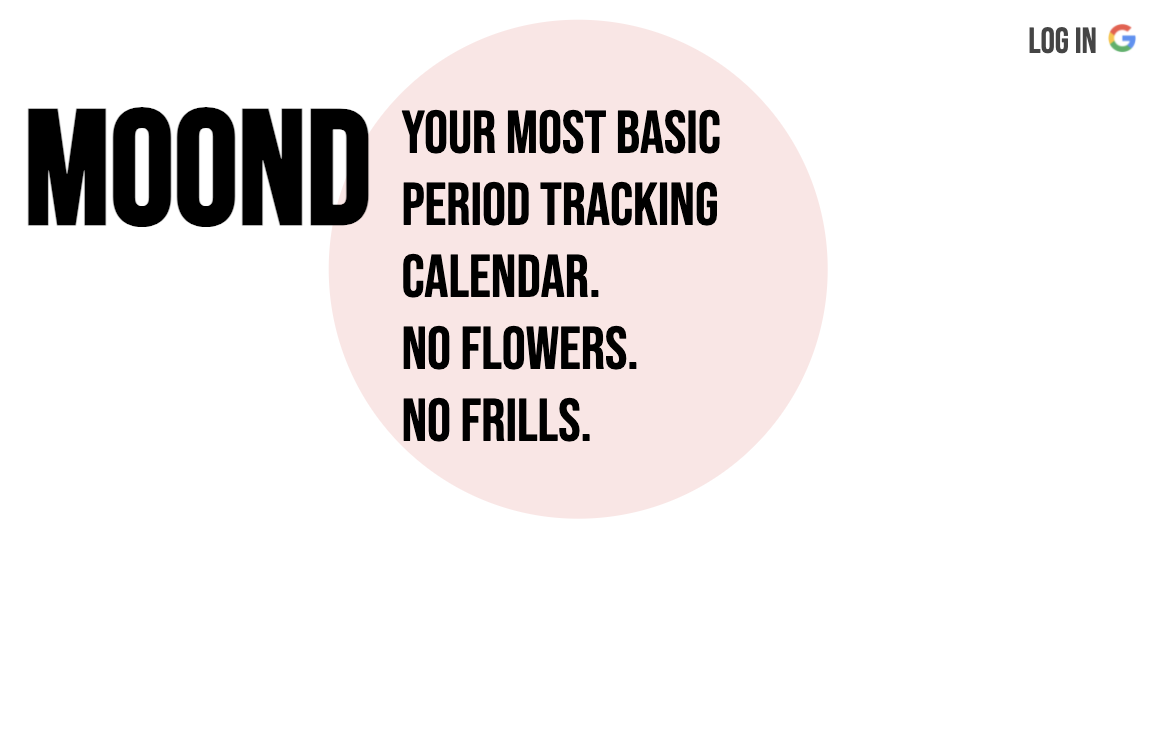 LOG IN
MOOND
YOUR MOST BASIC
PERIOD TRACKING
CALENDAR.
NO FLOWERS.
NO FRILLS.